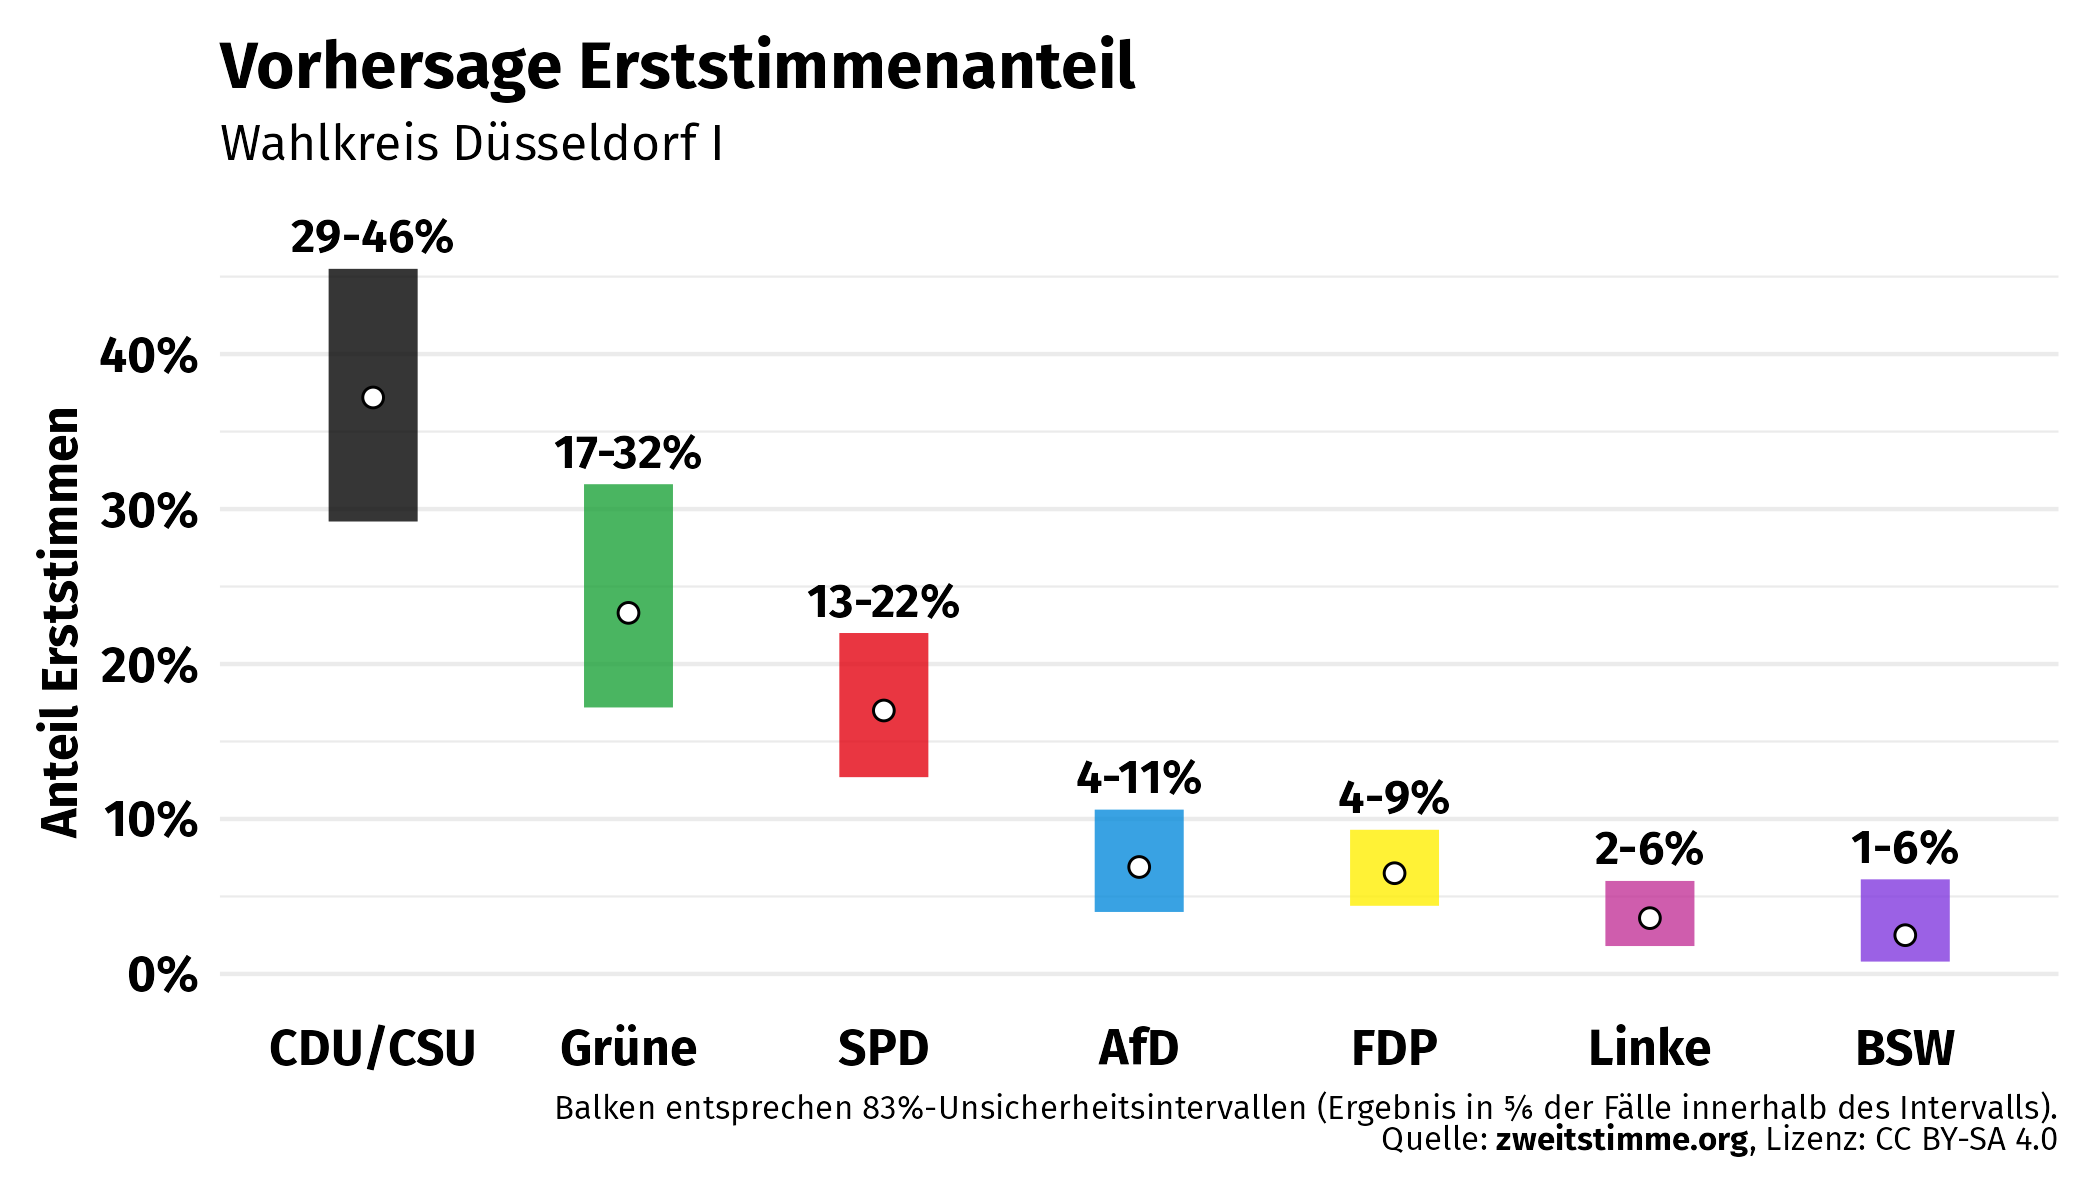 Vorhersage Erststimmenanteil
Wahlkreis Düsseldorf I
29-46%
17-32%
13-22%
4-11%
4-9%
2-6%
1-6%
Anteil Erststimmen
40%
30%
20%
10%
0%
CDU/CSU Grüne SPD AfD FDP Linke BSW
Balken entsprechen 83%-Unsicherheitsintervallen (Ergebnis in ⅚ der Fälle innerhalb des Intervalls).
Quelle: zweitstimme.org, Lizenz: CC BY-SA 4.0